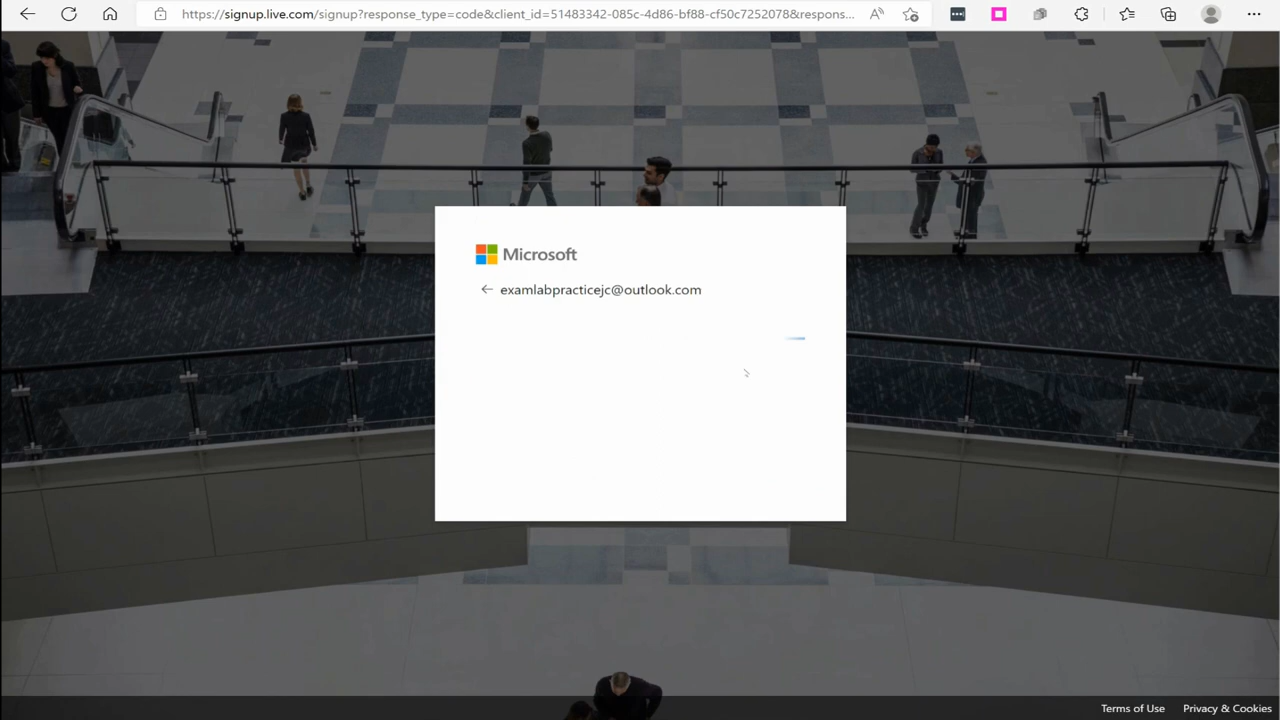 https://signup.live.com/signup?response_type=code&client_id=51483342-085c-4d86-bf88-cf50c7252078&respons...
Microsoft
examlabpracticejc@outlook.com
Terms of Use
Privacy & Cookies